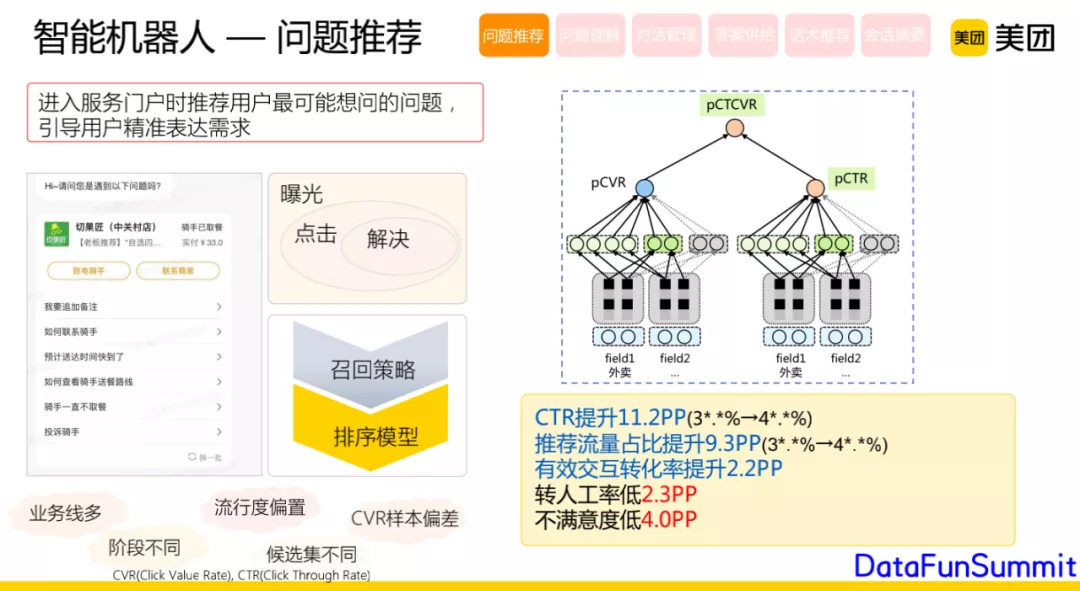 智能机器人 — 问题推荐
问题推荐
问题理解
对话管理
答案供给
话术推荐
会话摘要
美团
美团
进入服务门户时推荐用户最可能想问的问题，
引导用户精准表达需求
Hi~请问您是遇到以下问题吗?
切果匠（中关村店）
骑手已取餐
【老板推荐】*自选四...
实付 ¥33.0
致电骑手
联系商家
我要追加备注
如何联系骑手
预计送达时间快到了
如何查看骑手送餐路线
骑手一直不取餐
投诉骑手
换一批
曝光
点击
解决
召回策略
排序模型
业务线多
流行度偏置
CVR样本偏差
阶段不同
候选集不同
CVR(Click Value Rate), CTR(Click Through Rate)
pCTCVR
pCVR
pCTR
field1
外卖
field2
...
field1
外卖
field2
...
CTR提升11.2PP(3*.*%→4*.*%)
推荐流量占比提升9.3PP(3*.*%→4*.*%)
有效交互转化率提升2.2PP
转人工率低2.3PP
不满意度低4.0PP
DataFunSummit